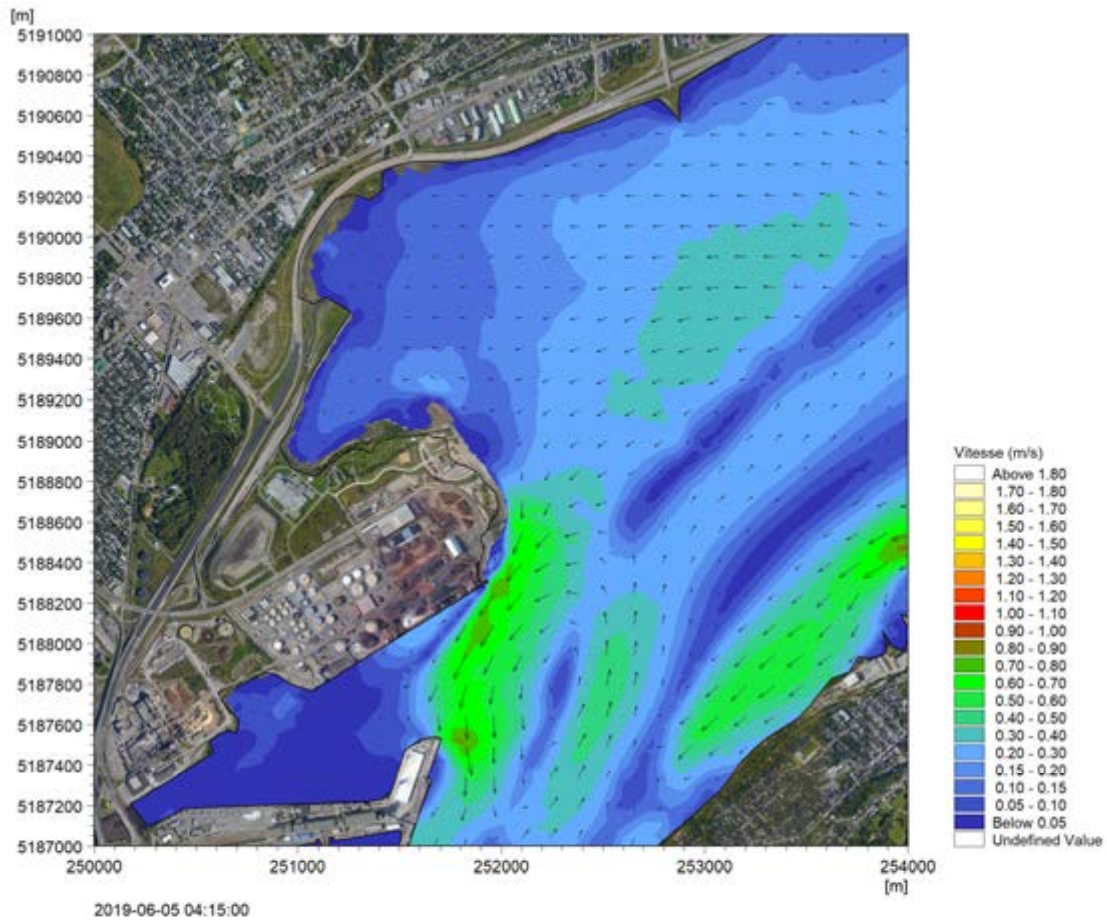 [m]
5191000
5190800
5190600
5190400
5190200
5190000
5189800
5189600
5189400
5189200
5189000
5188800
5188600
5188400
5188200
5188000
5187800
5187600
5187400
5187200
5187000
250000 251000 252000 253000 254000
[m]
2019-06-05 04:15:00
Vitesse (m/s)
Above 1.80
1.70 - 1.80
1.60 - 1.70
1.50 - 1.60
1.40 - 1.50
1.30 - 1.40
1.20 - 1.30
1.10 - 1.20
1.00 - 1.10
0.90 - 1.00
0.80 - 0.90
0.70 - 0.80
0.60 - 0.70
0.50 - 0.60
0.40 - 0.50
0.30 - 0.40
0.20 - 0.30
0.15 - 0.20
0.10 - 0.15
0.05 - 0.10
Below 0.05
Undefined Value